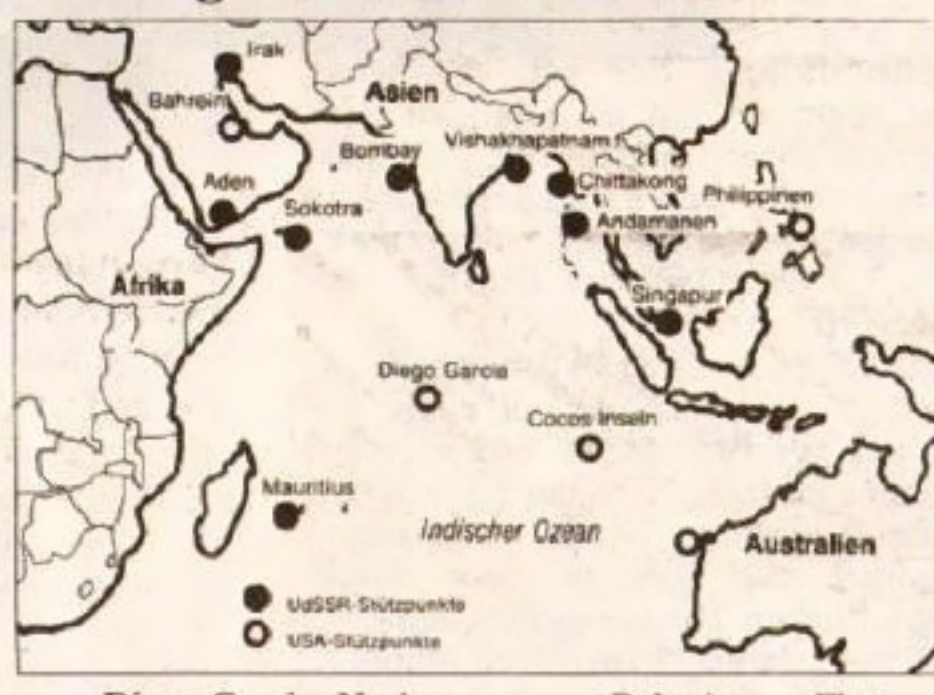 Irak
Asien
Bahrein
Vishakhapatnam
Bombay
Aden
Chittakong
Philippinen
Sokotra
Andamanen
Afrika
Singapur
Diego Garcia
Cocos Inseln
Mauritius
Indischer Ozean
Australien
UdSSR-Stützpunkte
USA-Stützpunkte